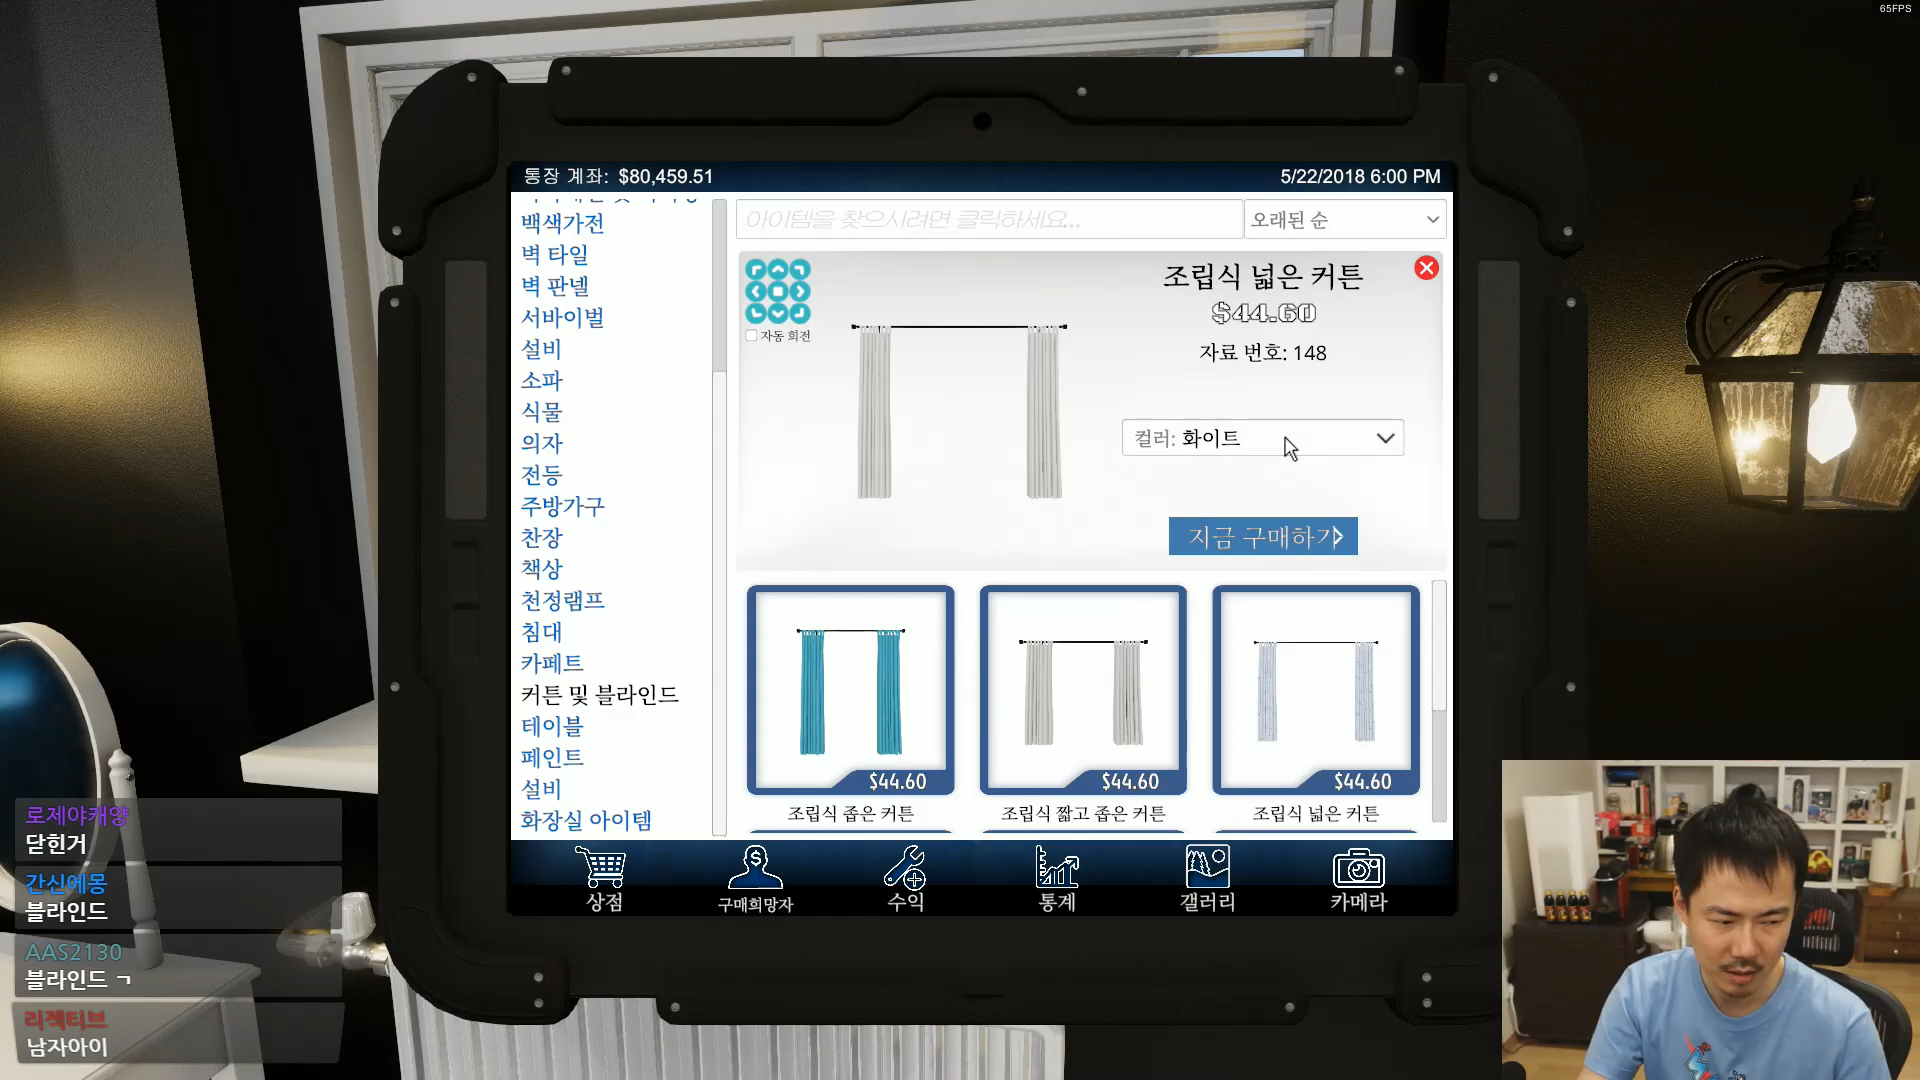 65FPS
통장 계좌: $80,459.51
5/22/2018 6:00 PM
백색가전
벽 타일
벽 판넬
서바이벌
설비
소파
식물
의자
전등
주방가구
찬장
책상
천정램프
침대
카페트
커튼 및 블라인드
테이블
페인트
설비
화장실 아이템
아이템을 찾으시려면 클릭하세요...
오래된 순
자동 회전
조립식 넓은 커튼
$44.60
자료 번호: 148
컬러: 화이트
지금 구매하기
$44.60
조립식 좁은 커튼
$44.60
조립식 짧고 좁은 커튼
$44.60
조립식 넓은 커튼
상점
구매희망자
수익
통계
갤러리
카메라
로제야캐양
닫힌거
간신에몽
블라인드
AAS2130
블라인드 ㄱ
리젝티브
남자아이